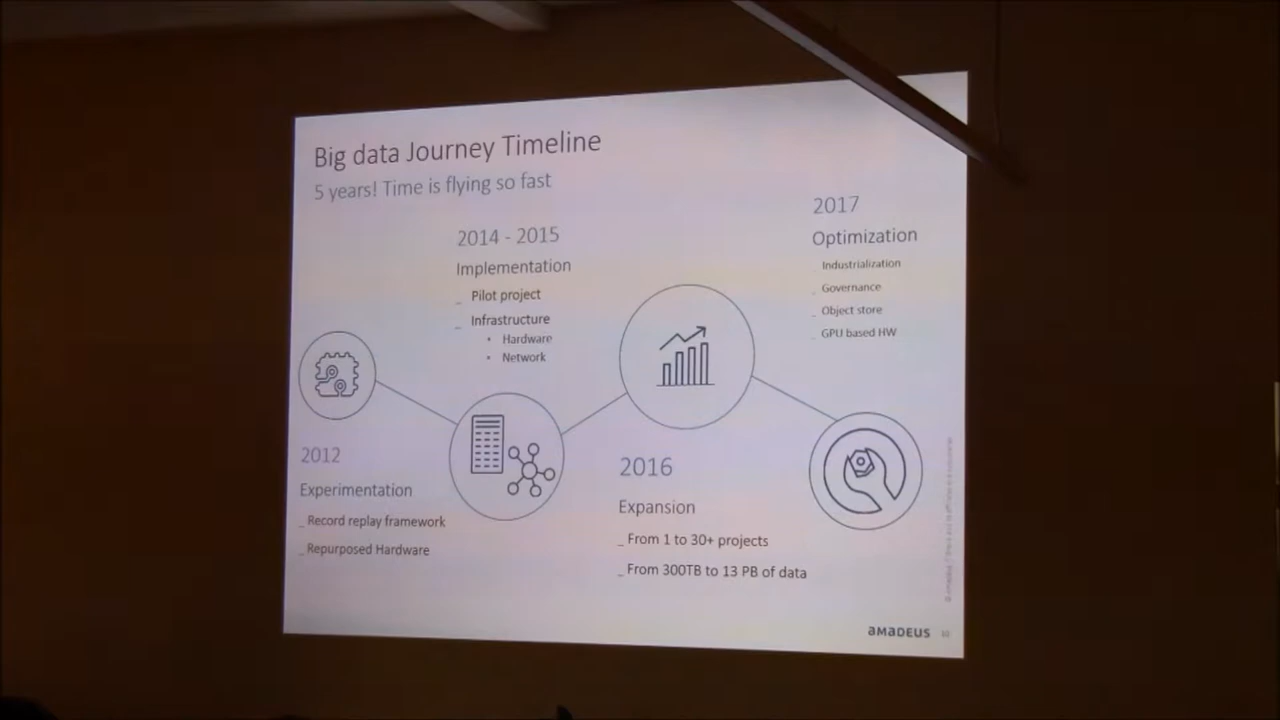 Big data Journey Timeline
5 years! Time is flying so fast
2012
Experimentation
_ Record replay framework
_ Repurposed Hardware
2014 - 2015
Implementation
_ Pilot project
_ Infrastructure
• Hardware
• Network
2016
Expansion
_ From 1 to 30+ projects
_ From 300TB to 13 PB of data
2017
Optimization
_ Industrialization
_ Governance
_ Object store
_ GPU based HW
aMaDEUS
10